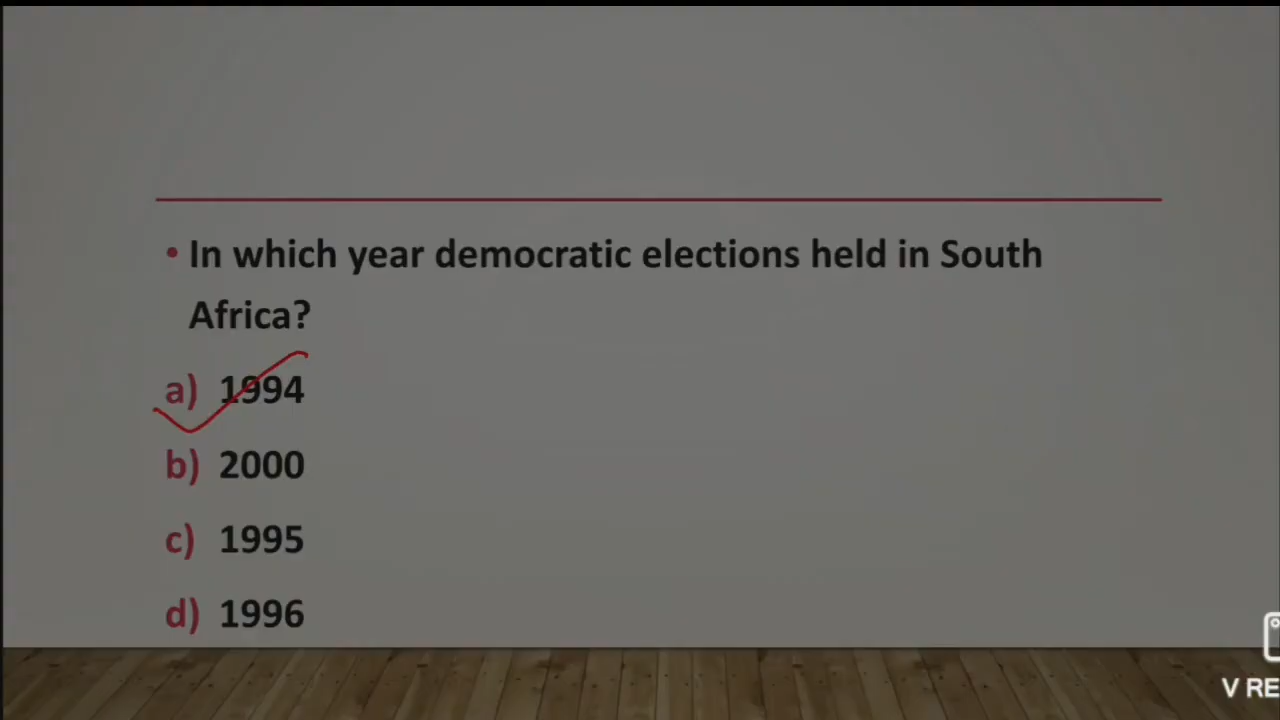 • In which year democratic elections held in South
Africa?
a) 1994
b) 2000
c) 1995
d) 1996
V RE